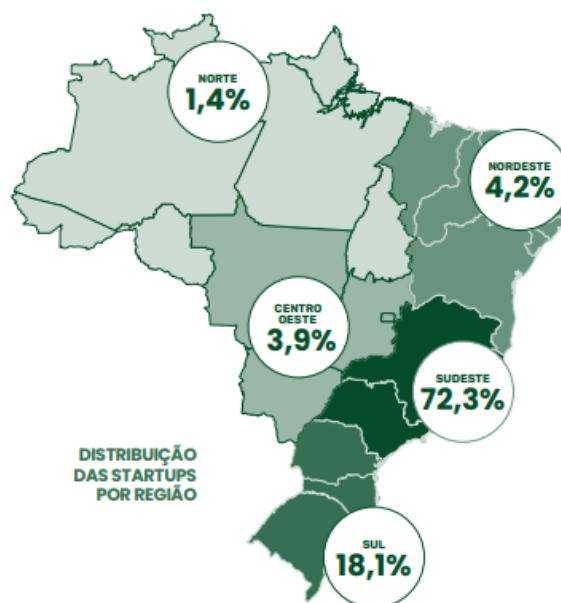 NORTE
1,4%
NORDESTE
4,2%
CENTRO
OESTE
3,9%
SUDESTE
72,3%
DISTRIBUIÇÃO
DAS STARTUPS
POR REGIÃO
SUL
18,1%